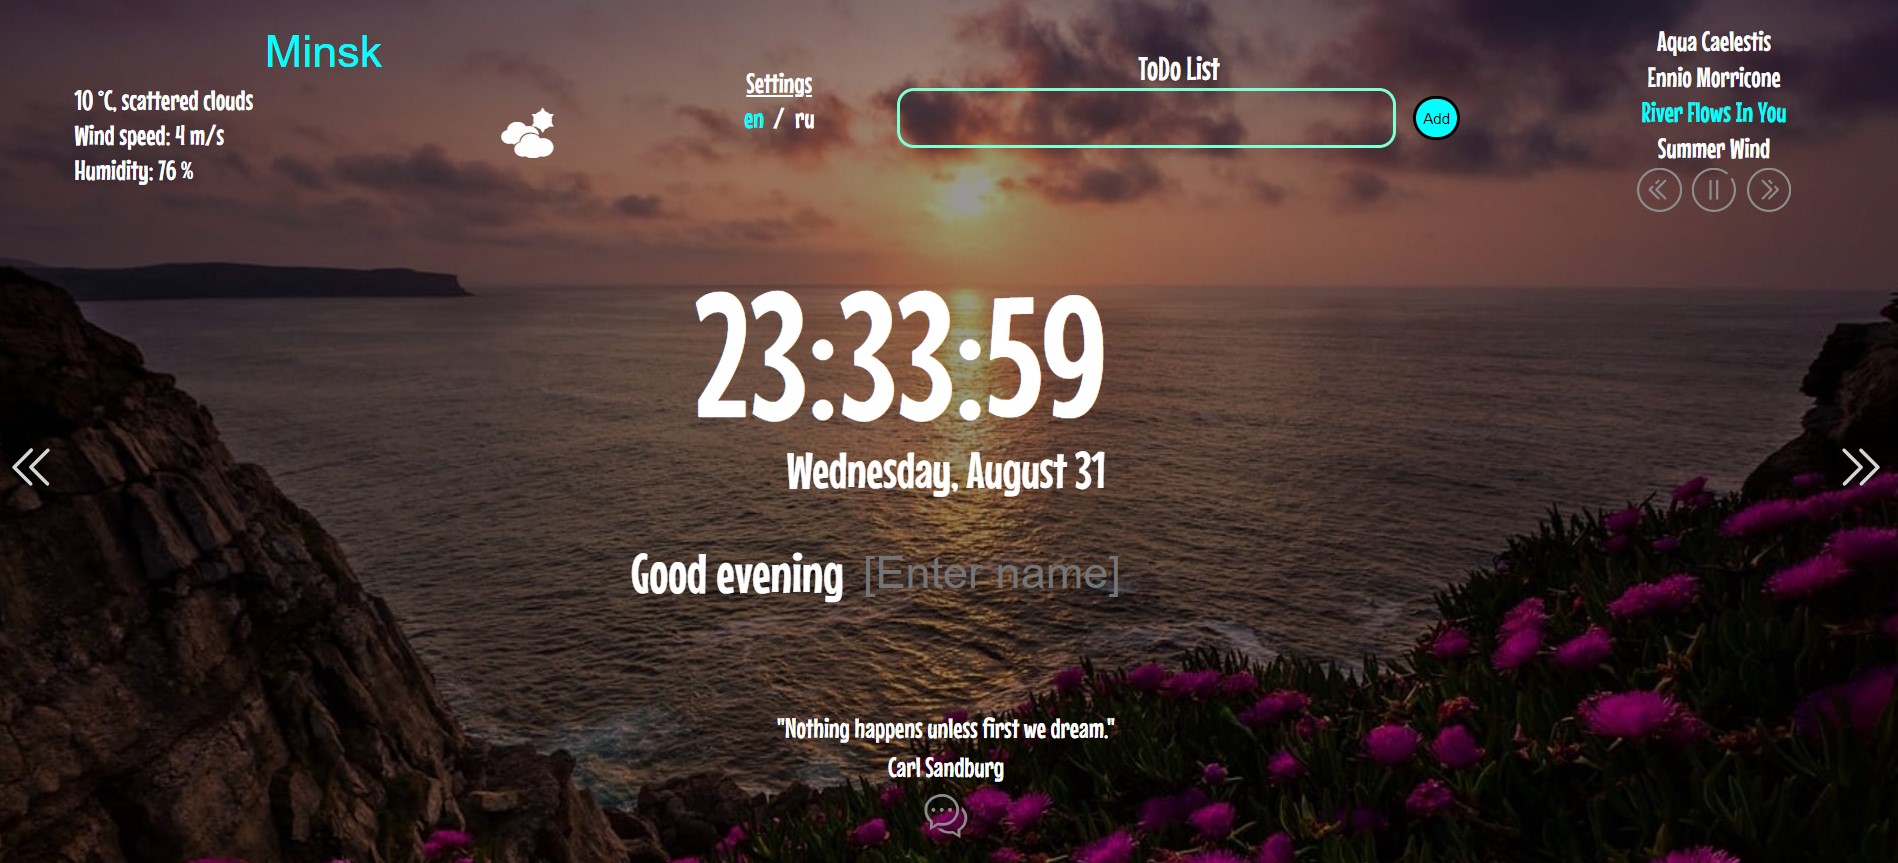 Minsk
10 °C, scattered clouds
Wind speed: 4 m/s
Humidity: 76 %
Settings
en / ru
ToDo List
Add
Aqua Caelestis
Ennio Morricone
River Flows In You
Summer Wind
23:33:59
Wednesday, August 31
Good evening [Enter name]
"Nothing happens unless first we dream."
Carl Sandburg